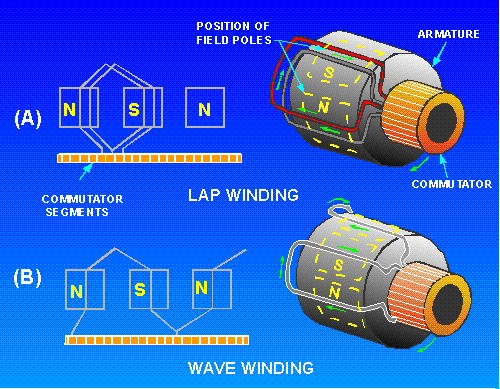 POSITION OF
FIELD POLES
ARMATURE
S
N
(A)
N
S
N
COMMUTATOR
SEGMENTS
LAP WINDING
COMMUTATOR
(B)
N
S
N
S
N
WAVE WINDING